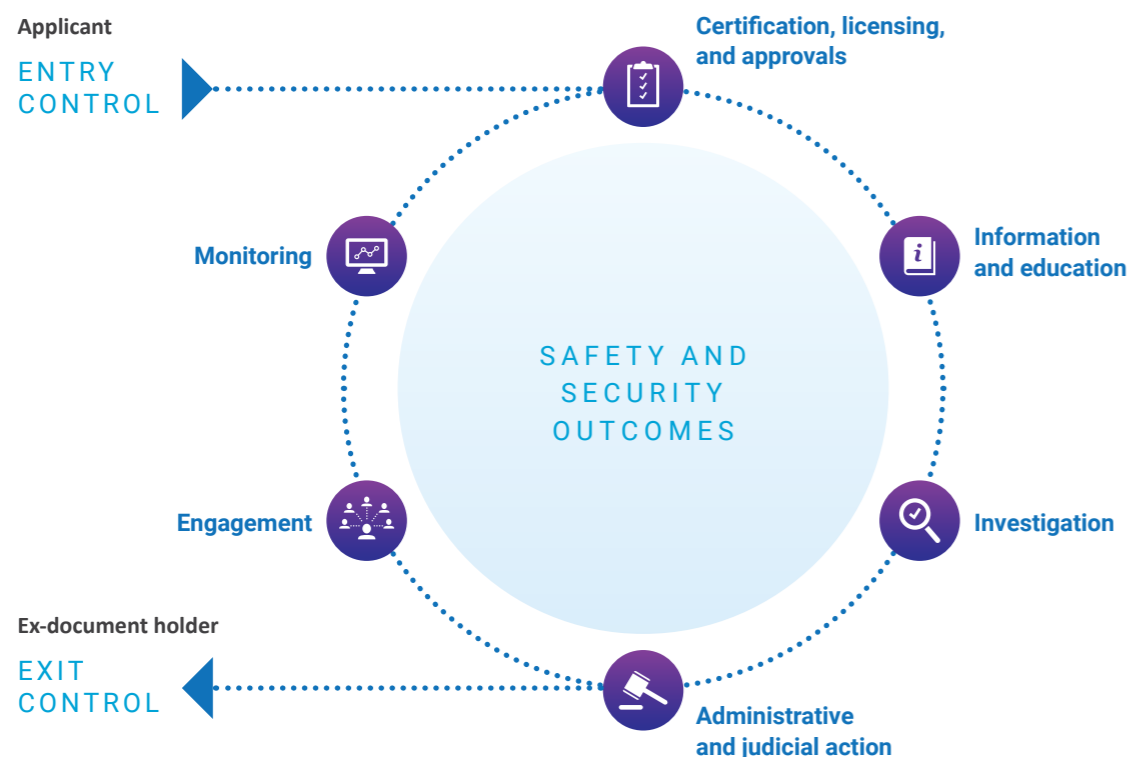 Applicant
ENTRY
CONTROL
Certification, licensing,
and approvals
Monitoring
Information
and education
SAFETY AND
SECURITY
OUTCOMES
Engagement
Investigation
Ex-document holder
EXIT
CONTROL
Administrative
and judicial action